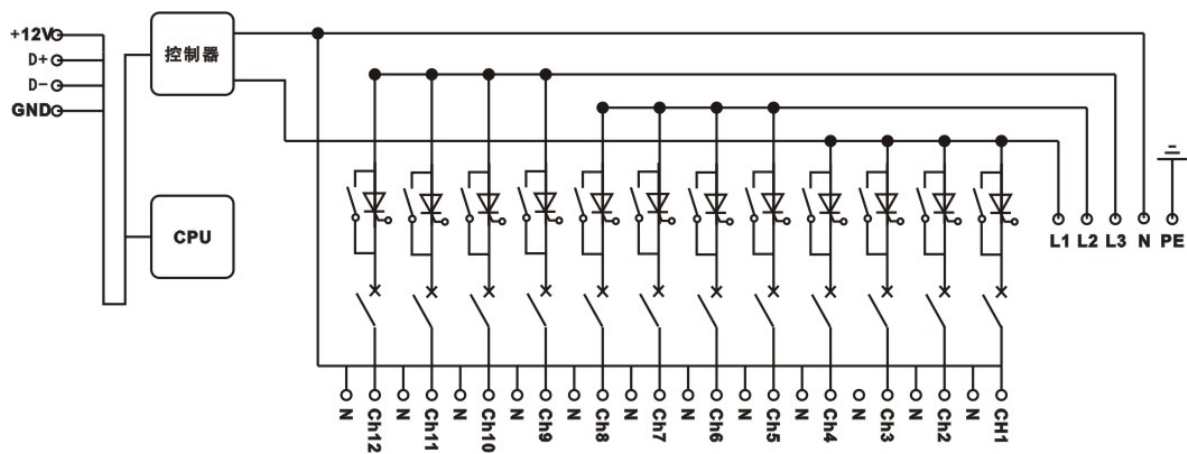 +12V
D+
D-
GND
控制器
CPU
L1 L2 L3 N PE
N Ch12 N Ch11 N Ch10 N Ch9 N Ch8 N Ch7 N Ch6 N Ch5 N Ch4 N Ch3 N Ch2 N CH1